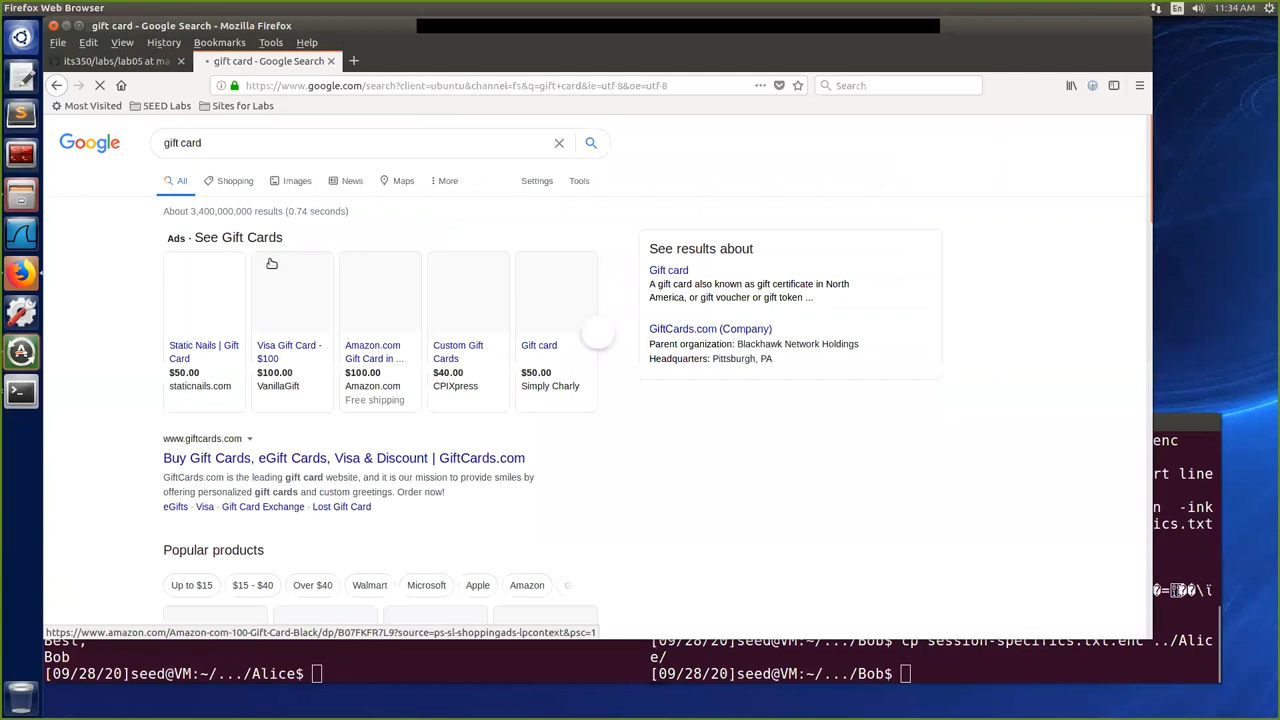 Firefox Web Browser
En
11:34 AM
gift card - Google Search - Mozilla Firefox
File Edit View History Bookmarks Tools Help
its350/labs/lab05 at ma
gift card - Google Search
https://www.google.com/search?client=ubuntu&channel=fs&q=gift+card&ie=utf-8&oe=utf-8
Search
Most Visited SEED Labs Sites for Labs
Google
gift card
All Shopping Images News Maps More Settings Tools
About 3,400,000,000 results (0.74 seconds)
Ads · See Gift Cards
Static Nails | Gift Card
$50.00
staticnails.com
Visa Gift Card - $100
$100.00
VanillaGift
Amazon.com Gift Card in ...
$100.00
Amazon.com
Free shipping
Custom Gift Cards
$40.00
CPIXpress
Gift card
$50.00
Simply Charly
See results about
Gift card
A gift card also known as gift certificate in North
America, or gift voucher or gift token ...
GiftCards.com (Company)
Parent organization: Blackhawk Network Holdings
Headquarters: Pittsburgh, PA
www.giftcards.com
Buy Gift Cards, eGift Cards, Visa & Discount | GiftCards.com
GiftCards.com is the leading gift card website, and it is our mission to provide smiles by
offering personalized gift cards and custom greetings. Order now!
eGifts · Visa · Gift Card Exchange · Lost Gift Card
Popular products
Up to $15 $15 - $40 Over $40 Walmart Microsoft Apple Amazon
https://www.amazon.com/Amazon-com-100-Gift-Card-Black/dp/B07FKFR7L9?source=ps-sl-shoppingads-lpcontext&psc=1
enc
rt line
n -ink
ics.txt
Best,
Bob
[09/28/20]seed@VM:~/.../Alice$
[09/28/20]seed@VM:~/.../Bob$ cp session-specifics.txt.enc ../Alic
e/
[09/28/20]seed@VM:~/.../Bob$